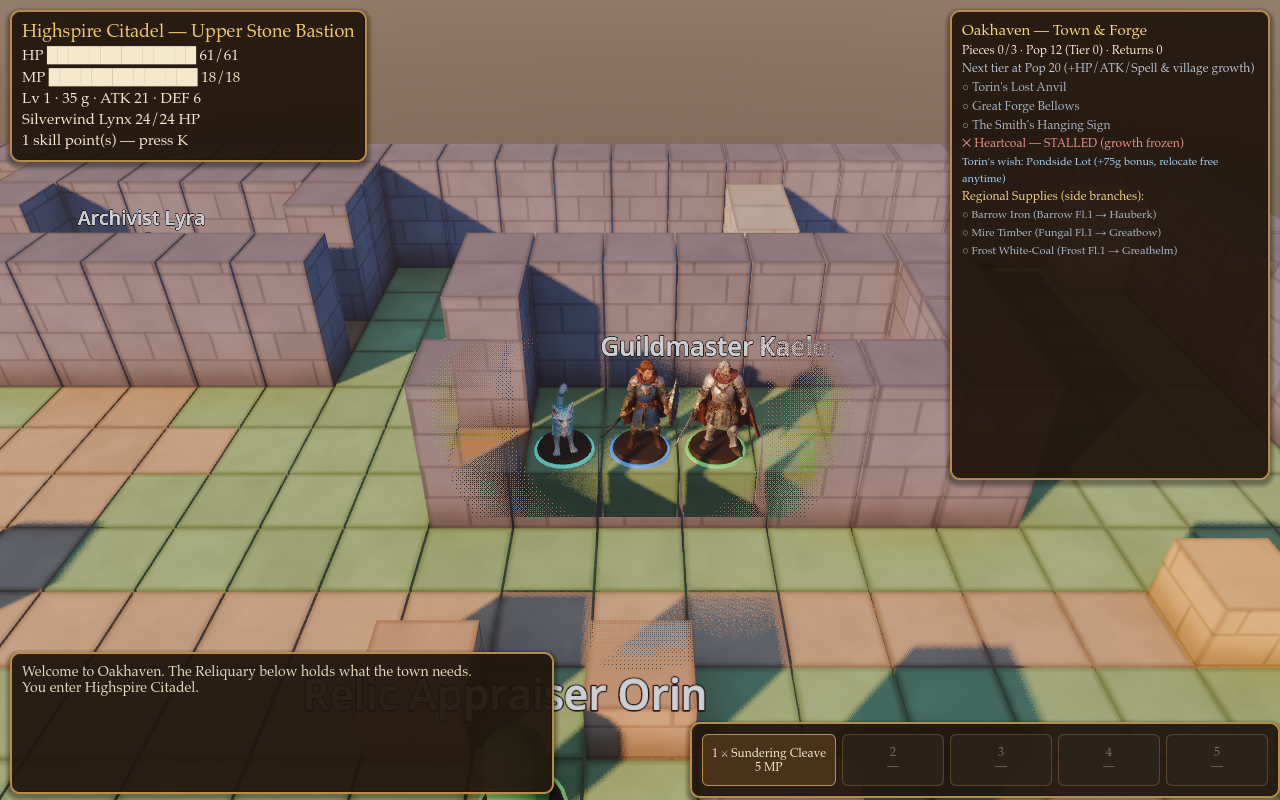 Highspire Citadel — Upper Stone Bastion
HP 61/61
MP 18/18
Lv 1 · 35 g · ATK 21 · DEF 6
Silverwind Lynx 24/24 HP
1 skill point(s) — press K
Oakhaven — Town & Forge
Pieces 0/3 · Pop 12 (Tier 0) · Returns 0
Next tier at Pop 20 (+HP/ATK/Spell & village growth)
○ Torin's Lost Anvil
○ Great Forge Bellows
○ The Smith's Hanging Sign
✕ Heartcoal — STALLED (growth frozen)
Torin's wish: Pondside Lot (+75g bonus, relocate free
anytime)
Regional Supplies (side branches):
○ Barrow Iron (Barrow Fl.1 → Hauberk)
○ Mire Timber (Fungal Fl.1 → Greatbow)
○ Frost White-Coal (Frost Fl.1 → Greathelm)
Archivist Lyra
Guildmaster Kaele
Relic Appraiser Orin
Welcome to Oakhaven. The Reliquary below holds what the town needs.
You enter Highspire Citadel.
1 ⚔ Sundering Cleave
5 MP
2
—
3
—
4
—
5
—